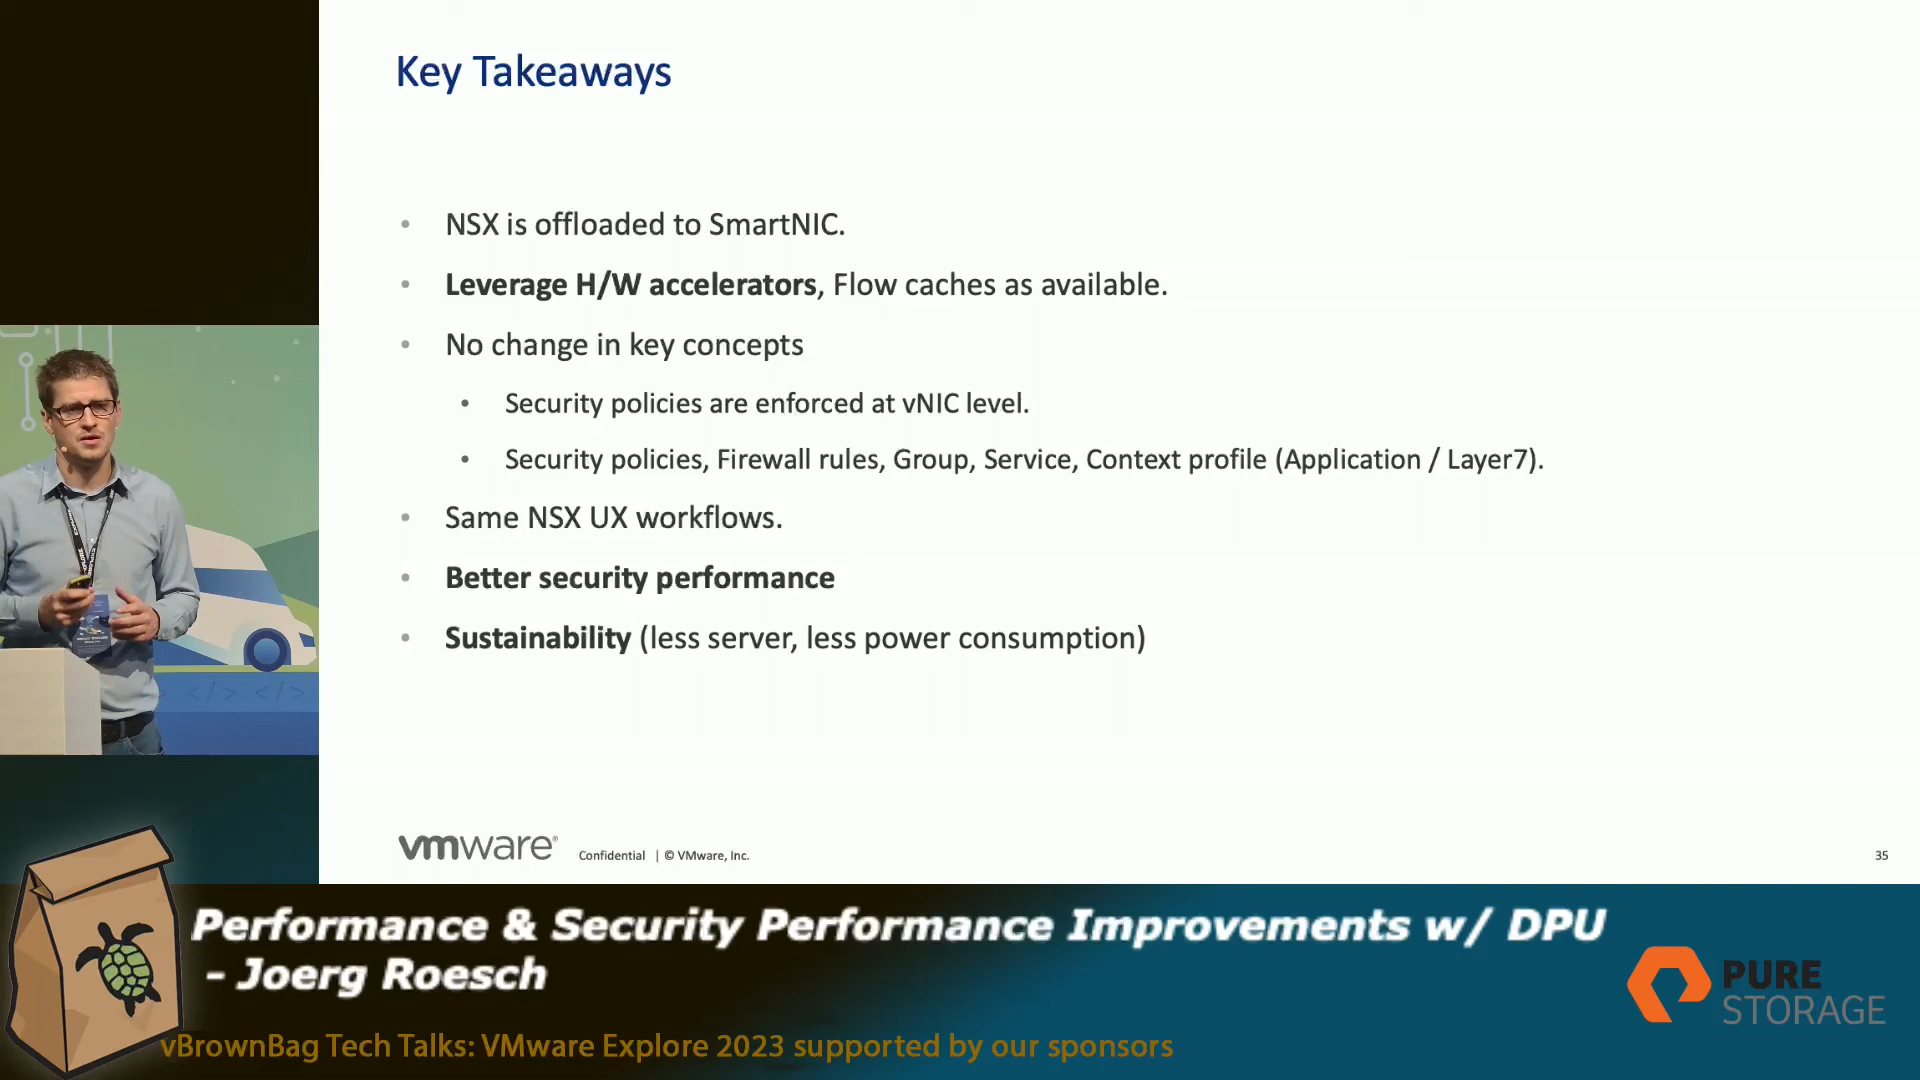 Key Takeaways
• NSX is offloaded to SmartNIC.
• Leverage H/W accelerators, Flow caches as available.
• No change in key concepts
• Security policies are enforced at vNIC level.
• Security policies, Firewall rules, Group, Service, Context profile (Application / Layer7).
• Same NSX UX workflows.
• Better security performance
• Sustainability (less server, less power consumption)
vmware® Confidential | © VMware, Inc. 35
Performance & Security Performance Improvements w/ DPU
- Joerg Roesch
PURE
STORAGE
vBrownBag Tech Talks: VMware Explore 2023 supported by our sponsors